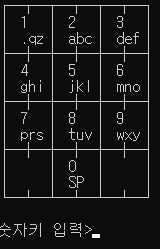 1 2 3
.qz abc def
4 5 6
ghi jkl mno
7 8 9
prs tuv wxy
0
SP
숫자키 입력>